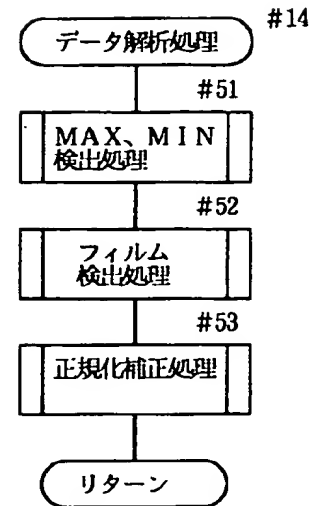 #14
データ解析処理
#51
MAX、MIN
検出処理
#52
フィルム
検出処理
#53
正規化補正処理
リターン